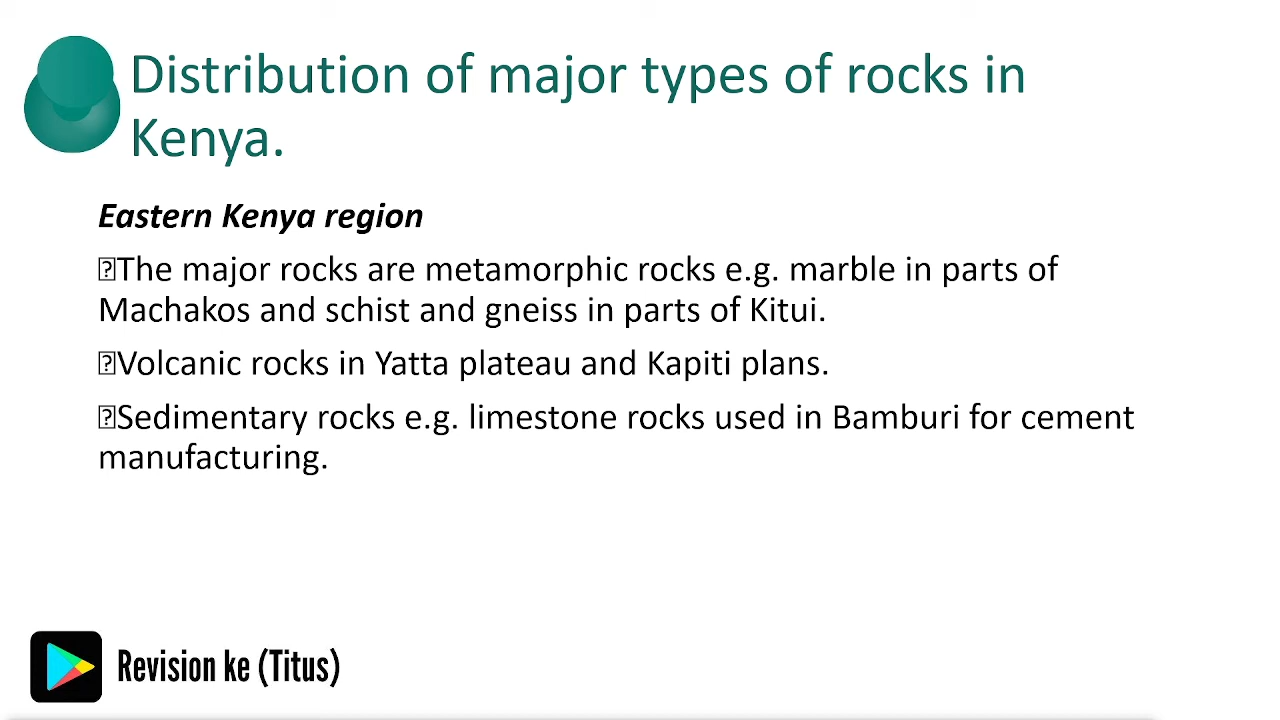 Distribution of major types of rocks in
Kenya.
Eastern Kenya region
The major rocks are metamorphic rocks e.g. marble in parts of
Machakos and schist and gneiss in parts of Kitui.
Volcanic rocks in Yatta plateau and Kapiti plans.
Sedimentary rocks e.g. limestone rocks used in Bamburi for cement
manufacturing.
Revision ke (Titus)